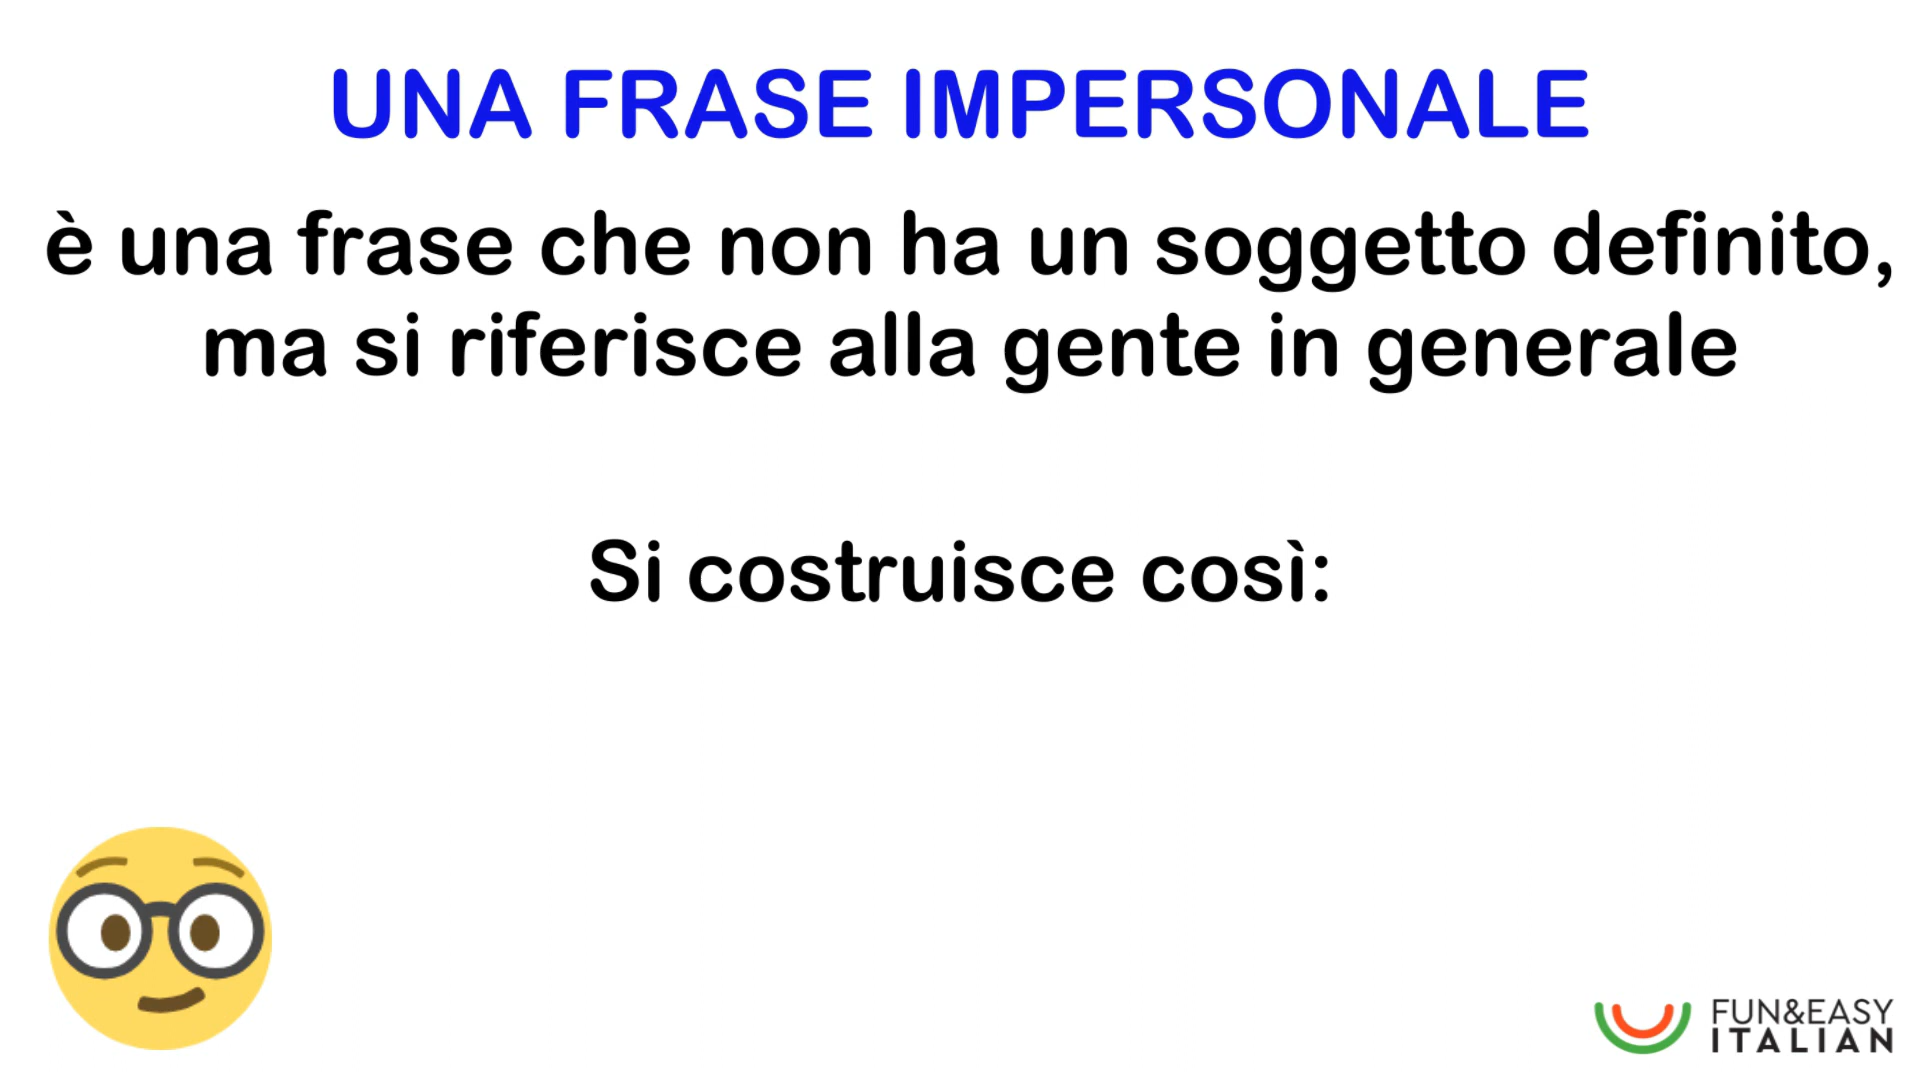 UNA FRASE IMPERSONALE
è una frase che non ha un soggetto definito,
ma si riferisce alla gente in generale
Si costruisce così:
FUN&EASY
ITALIAN